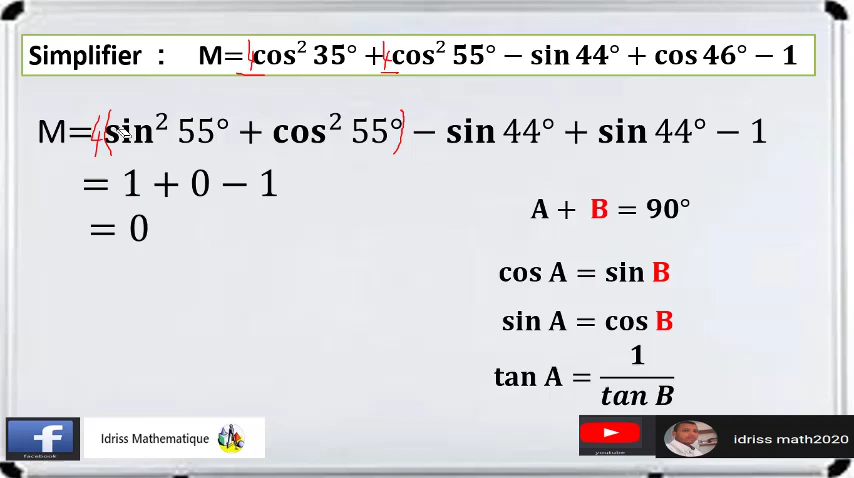 Simplifier : M= 4cos² 35° + 4cos² 55° − sin 44° + cos 46° − 1
M= 4(sin² 55° + cos² 55°) − sin 44° + sin 44° − 1
= 1 + 0 − 1
= 0
A + B = 90°
cos A = sin B
sin A = cos B
tan A = 1/tan B
facebook
Idriss Mathematique
youtube
idriss math2020